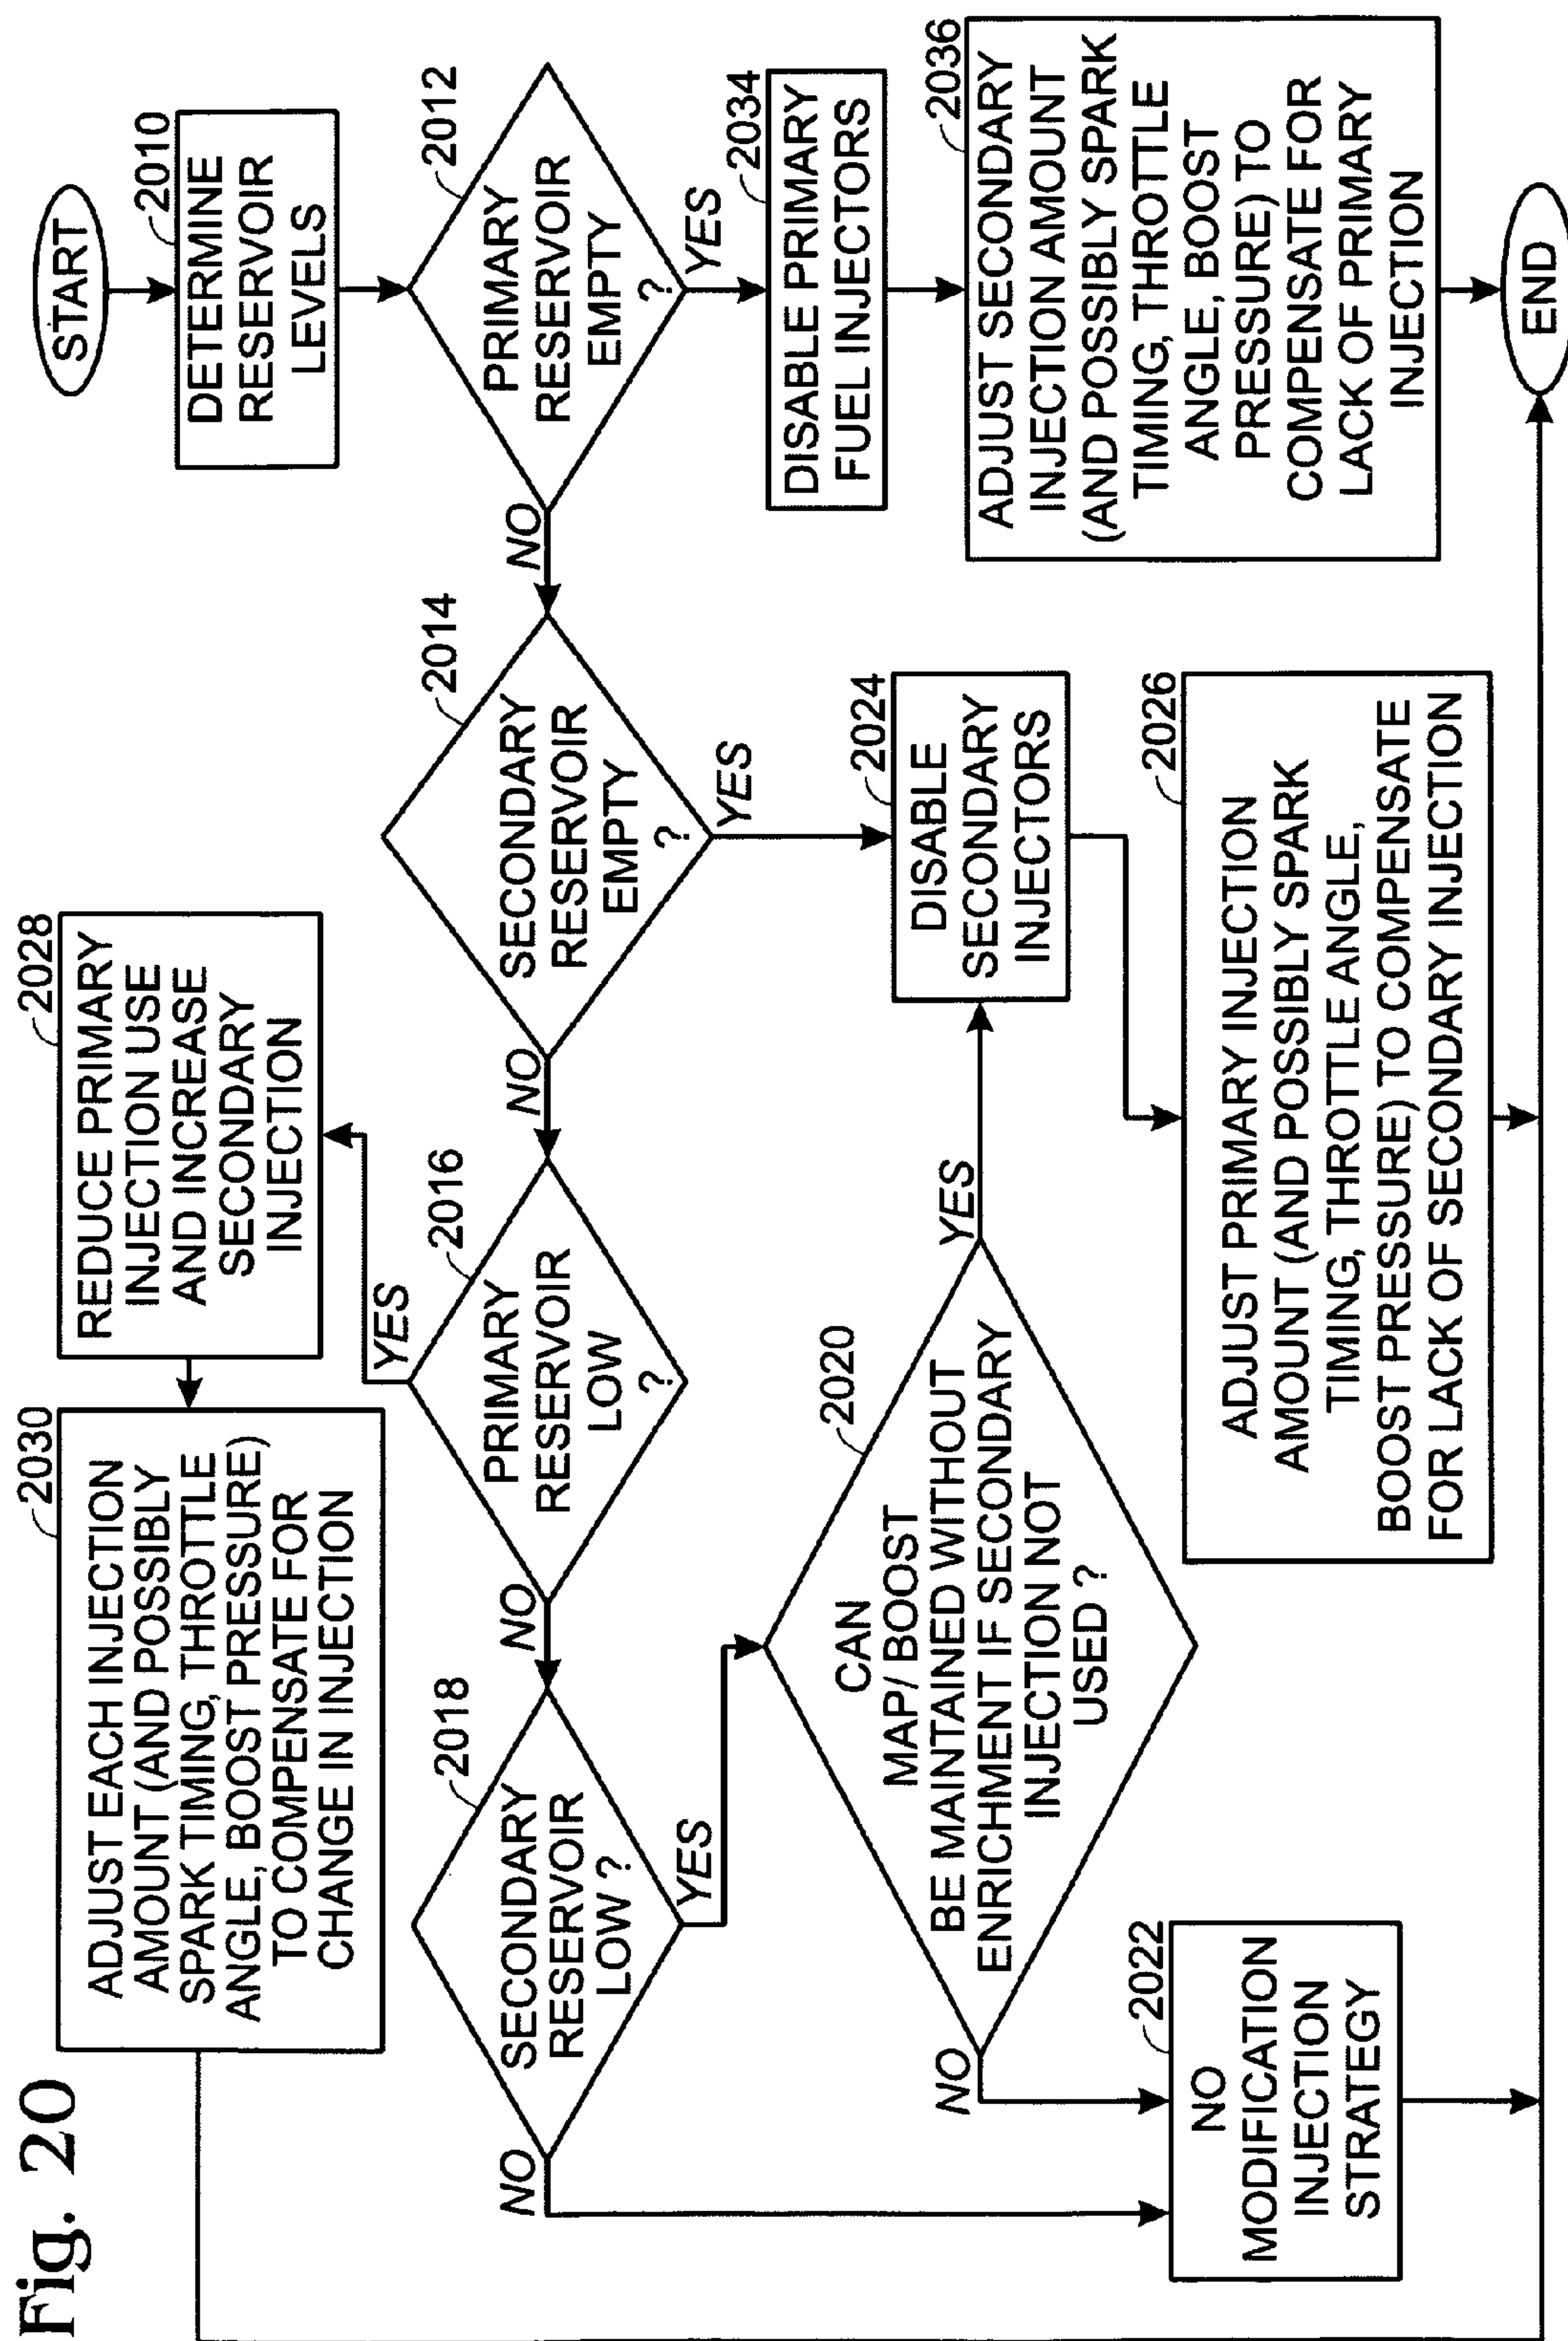 Fig. 20
START
2010
DETERMINE
RESERVOIR
LEVELS
2012
PRIMARY
RESERVOIR
EMPTY
?
YES
NO
2034
DISABLE PRIMARY
FUEL INJECTORS
2036
ADJUST SECONDARY
INJECTION AMOUNT
(AND POSSIBLY SPARK
TIMING, THROTTLE
ANGLE, BOOST
PRESSURE) TO
COMPENSATE FOR
LACK OF PRIMARY
INJECTION
END
2014
SECONDARY
RESERVOIR
EMPTY
?
YES
NO
2024
DISABLE
SECONDARY
INJECTORS
2026
ADJUST PRIMARY INJECTION
AMOUNT (AND POSSIBLY SPARK
TIMING, THROTTLE ANGLE,
BOOST PRESSURE) TO COMPENSATE
FOR LACK OF SECONDARY INJECTION
2016
PRIMARY
RESERVOIR
LOW
?
YES
NO
2028
REDUCE PRIMARY
INJECTION USE
AND INCREASE
SECONDARY
INJECTION
2030
ADJUST EACH INJECTION
AMOUNT (AND POSSIBLY
SPARK TIMING, THROTTLE
ANGLE, BOOST PRESSURE)
TO COMPENSATE FOR
CHANGE IN INJECTION
2018
SECONDARY
RESERVOIR
LOW ?
YES
NO
2020
CAN
MAP/ BOOST
BE MAINTAINED WITHOUT
ENRICHMENT IF SECONDARY
INJECTION NOT
USED ?
YES
NO
2022
NO
MODIFICATION
INJECTION
STRATEGY